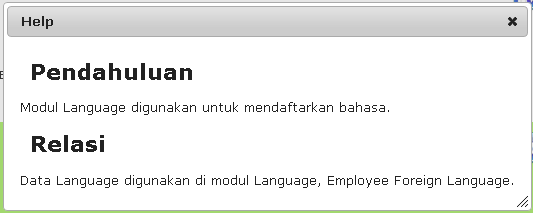 Help
Pendahuluan
Modul Language digunakan untuk mendaftarkan bahasa.
Relasi
Data Language digunakan di modul Language, Employee Foreign Language.